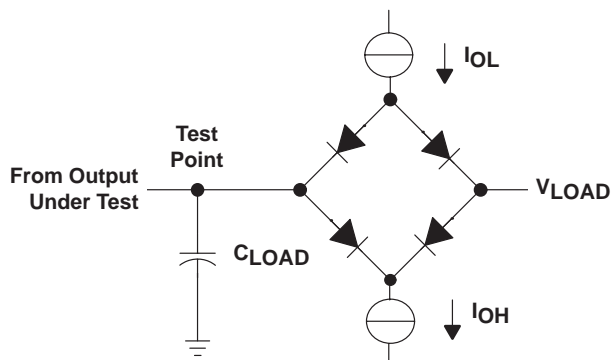 IOL
Test
Point
From Output
Under Test
VLOAD
CLOAD
IOH